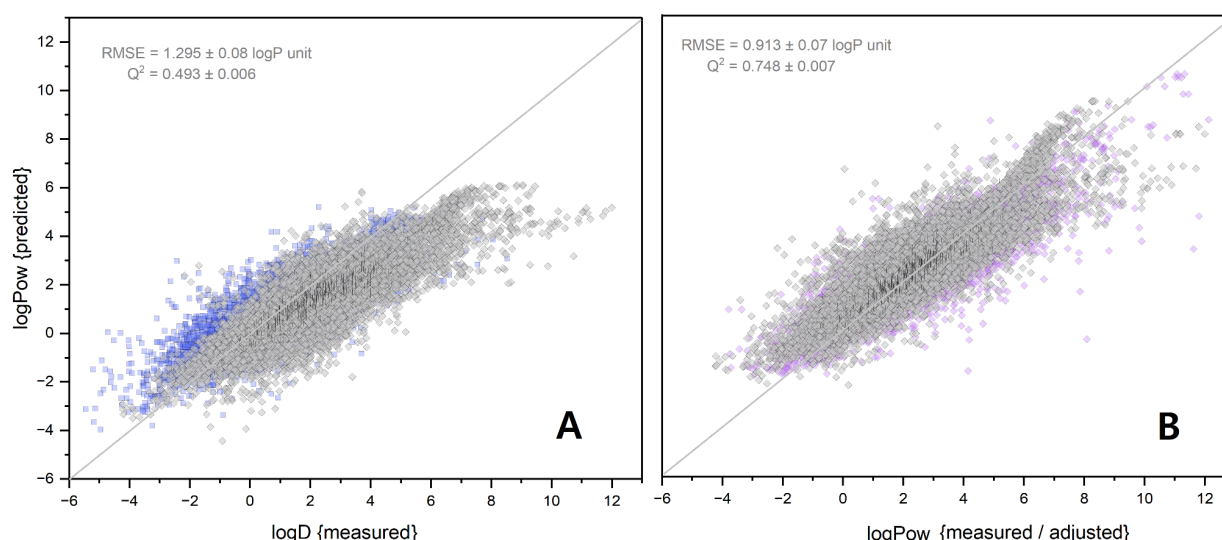 RMSE = 1.295 ± 0.08 logP unit
Q² = 0.493 ± 0.006
logPow {predicted}
12
10
8
6
4
2
0
−2
−4
−6
−6 −4 −2 0 2 4 6 8 10 12
logD {measured}
A
RMSE = 0.913 ± 0.07 logP unit
Q² = 0.748 ± 0.007
−6 −4 −2 0 2 4 6 8 10 12
logPow {measured / adjusted}
B